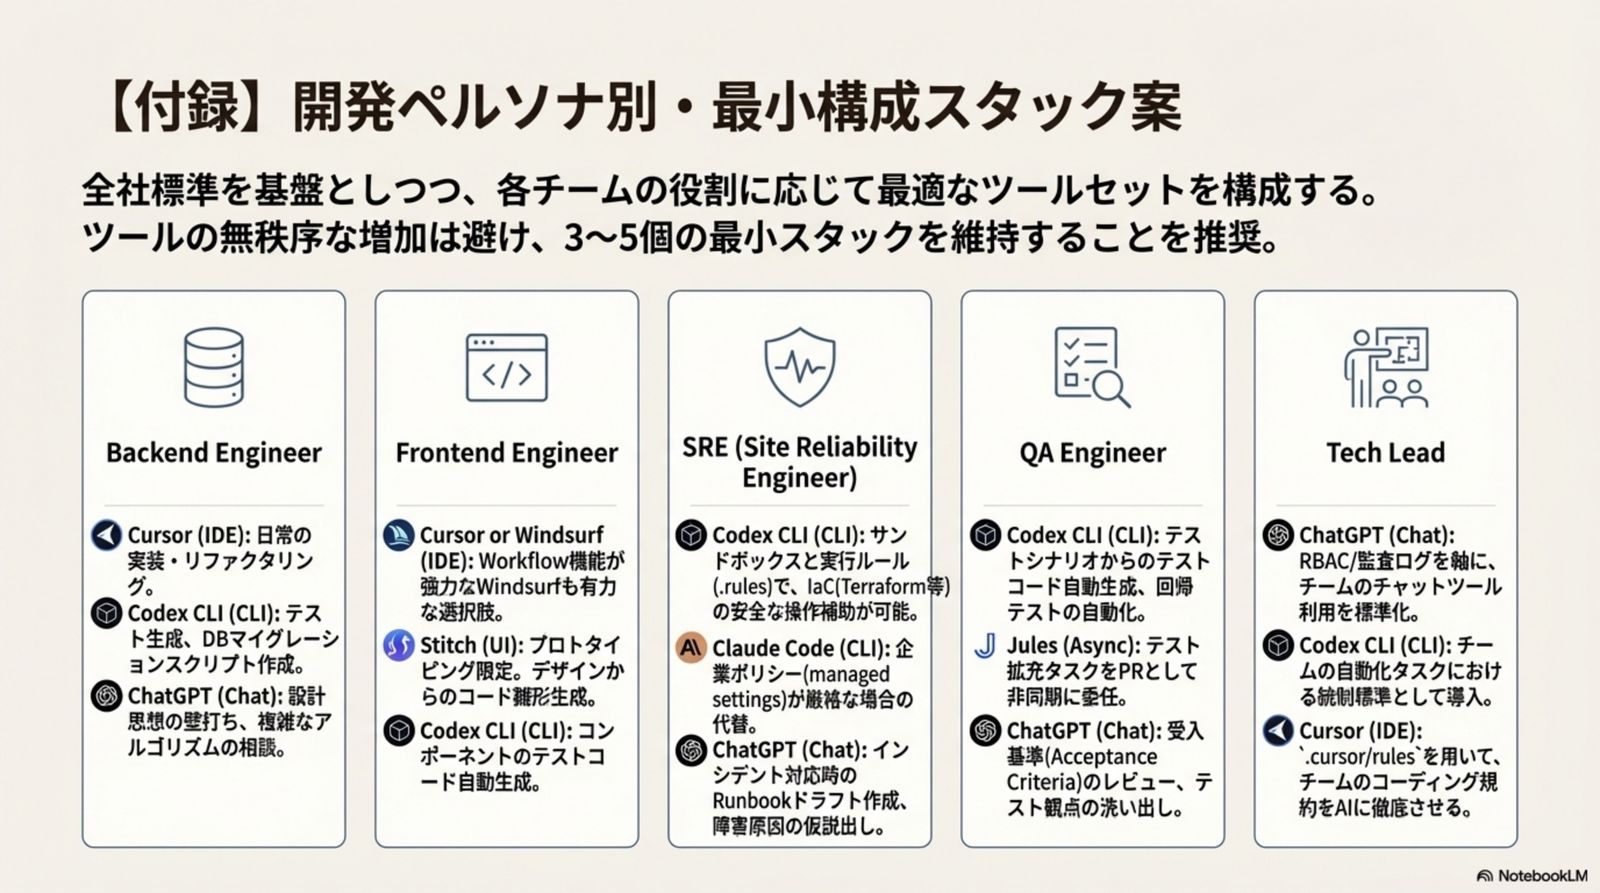 【付録】開発ペルソナ別・最小構成スタック案
全社標準を基盤としつつ、各チームの役割に応じて最適なツールセットを構成する。
ツールの無秩序な増加は避け、3〜5個の最小スタックを維持することを推奨。
Backend Engineer
Cursor (IDE): 日常の
実装・リファクタリン
グ。
Codex CLI (CLI): テス
ト生成、DBマイグレーシ
ョンスクリプト作成。
ChatGPT (Chat): 設計
思想の壁打ち、複雑なア
ルゴリズムの相談。
Frontend Engineer
Cursor or Windsurf
(IDE): Workflow機能が
強力なWindsurfも有力
な選択肢。
Stitch (UI): プロトタイ
ピング限定。デザインか
らのコード雛形生成。
Codex CLI (CLI): コン
ポーネントのテストコ
ード自動生成。
SRE (Site Reliability
Engineer)
Codex CLI (CLI): サン
ドボックスと実行ルール
(.rules)で、IaC(Terraform等)
の安全な操作補助が可能。
Claude Code (CLI): 企
業ポリシー(managed
settings)が厳格な場合の
代替。
ChatGPT (Chat): イン
シデント対応時の
Runbookドラフト作成、
障害原因の仮説出し。
QA Engineer
Codex CLI (CLI): テス
トシナリオからのテスト
コード自動生成、回帰
テストの自動化。
Jules (Async): テスト
拡充タスクをPRとして
非同期に委任。
ChatGPT (Chat): 受入
基準(Acceptance
Criteria)のレビュー、テ
スト観点の洗い出し。
Tech Lead
ChatGPT (Chat):
RBAC/監査ログを軸に、
チームのチャットツール
利用を標準化。
Codex CLI (CLI): チー
ムの自動化タスクにおけ
る統制標準として導入。
Cursor (IDE):
`.cursor/rules`を用いて、
チームのコーディング規
約をAIに徹底させる。
NotebookLM